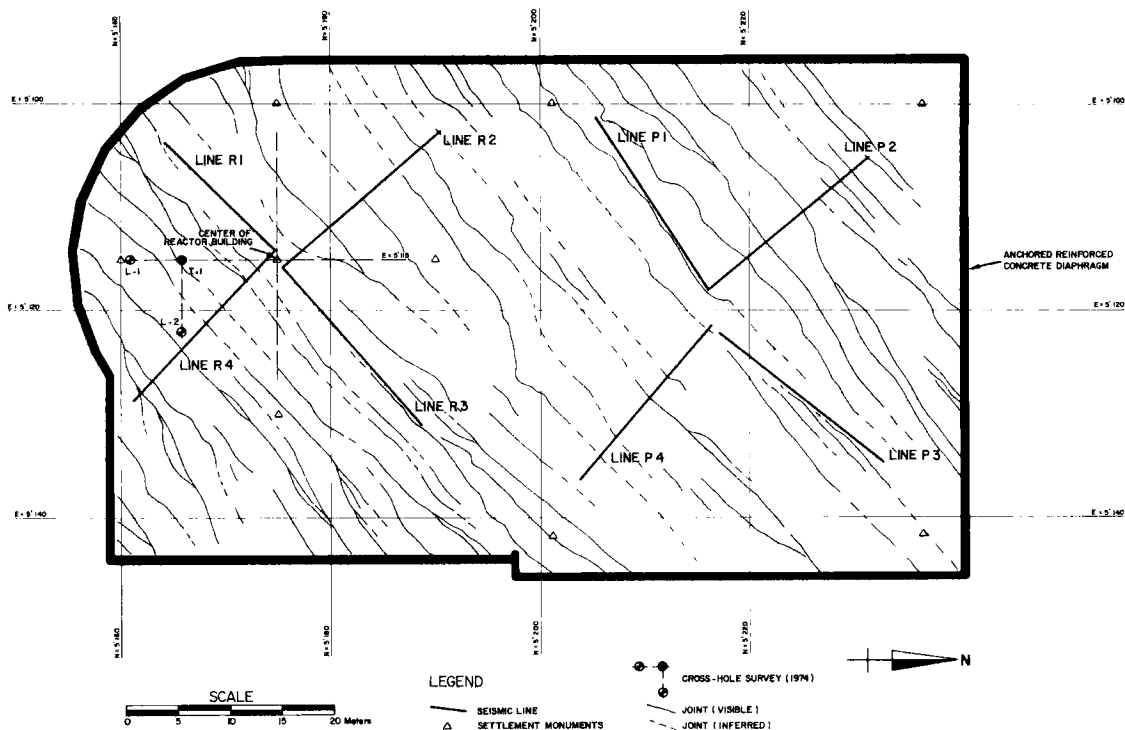 N = 5'160
N = 5'180
N = 5'200
N = 5'220
E = 5'100
E = 5'100
LINE R1
LINE R2
LINE P1
LINE P2
CENTER OF
REACTOR BUILDING
E = 5'115
ANCHORED REINFORCED
CONCRETE DIAPHRAGM
L-1
I-1
E = 5'120
E = 5'120
L-2
LINE R4
LINE R3
LINE P4
LINE P3
E = 5'140
E = 5'140
N = 5'160
N = 5'180
N = 5'200
N = 5'220
N
SCALE
0 5 10 15 20 Meters
LEGEND
SEISMIC LINE
SETTLEMENT MONUMENTS
CROSS-HOLE SURVEY (1974)
JOINT (VISIBLE)
JOINT (INFERRED)